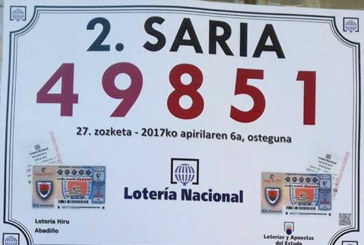 2. SARIA
49851
27. zozketa - 2017ko apirilaren 6a, osteguna
Lotería Nacional
Loteria Hiru
Abadiño
Loterías y Apuestas
del Estado